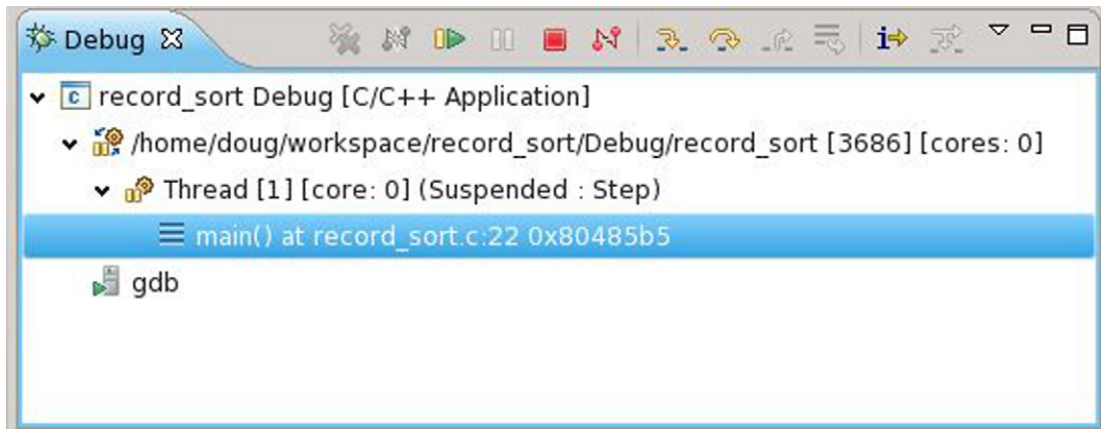 Debug
i
c record_sort Debug [C/C++ Application]
/home/doug/workspace/record_sort/Debug/record_sort [3686] [cores: 0]
Thread [1] [core: 0] (Suspended : Step)
main() at record_sort.c:22 0x80485b5
gdb